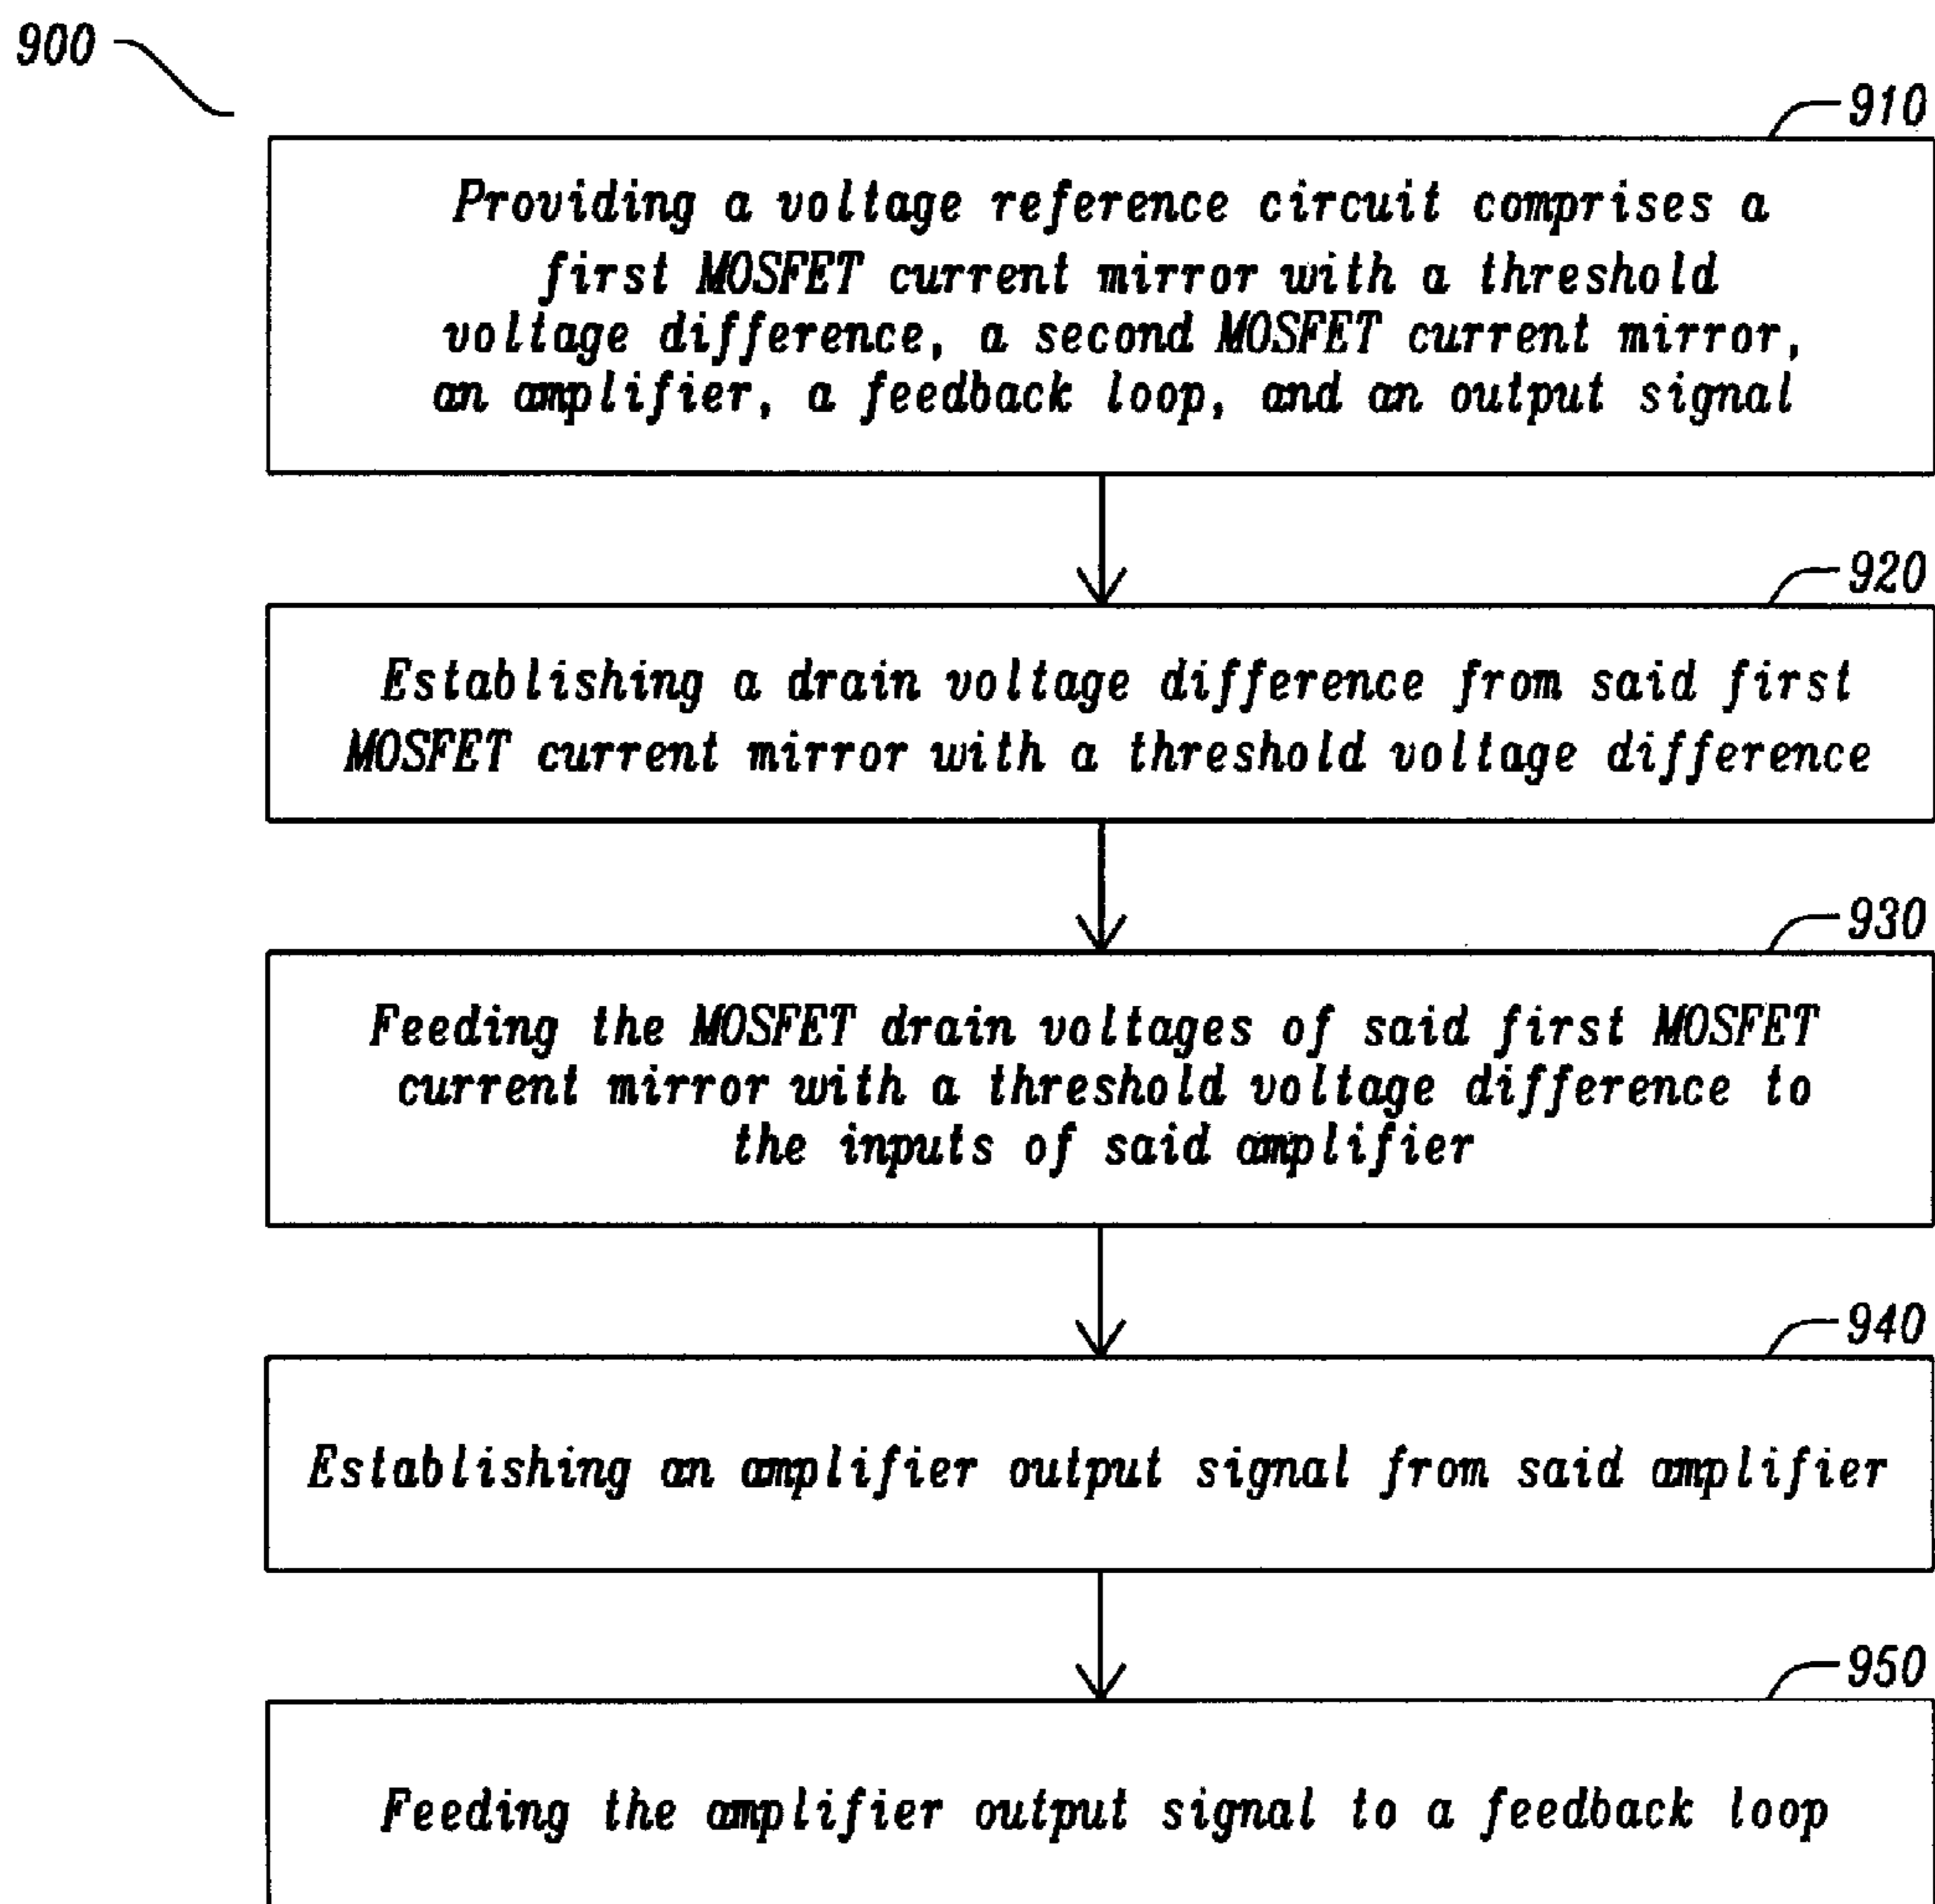 900
910
Providing a voltage reference circuit comprises a
first MOSFET current mirror with a threshold
voltage difference, a second MOSFET current mirror,
an amplifier, a feedback loop, and an output signal
920
Establishing a drain voltage difference from said first
MOSFET current mirror with a threshold voltage difference
930
Feeding the MOSFET drain voltages of said first MOSFET
current mirror with a threshold voltage difference to
the inputs of said amplifier
940
Establishing an amplifier output signal from said amplifier
950
Feeding the amplifier output signal to a feedback loop